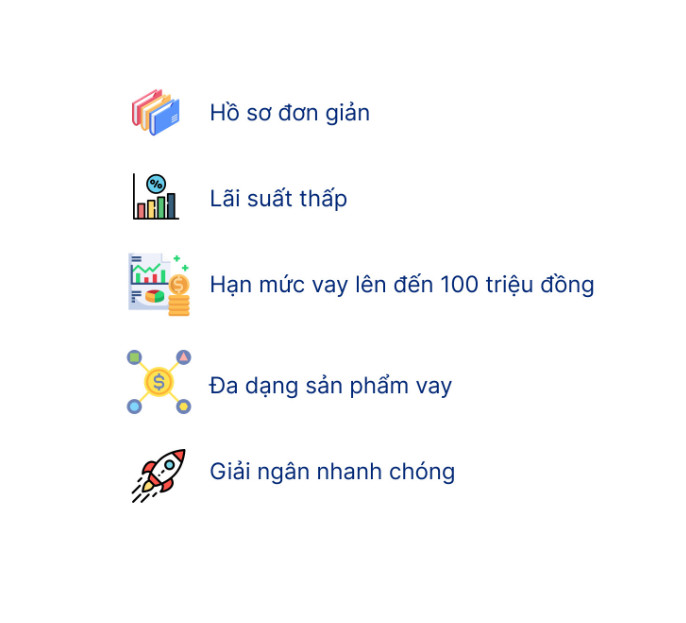 Hồ sơ đơn giản
%
Lãi suất thấp
$
Hạn mức vay lên đến 100 triệu đồng
$
Đa dạng sản phẩm vay
Giải ngân nhanh chóng